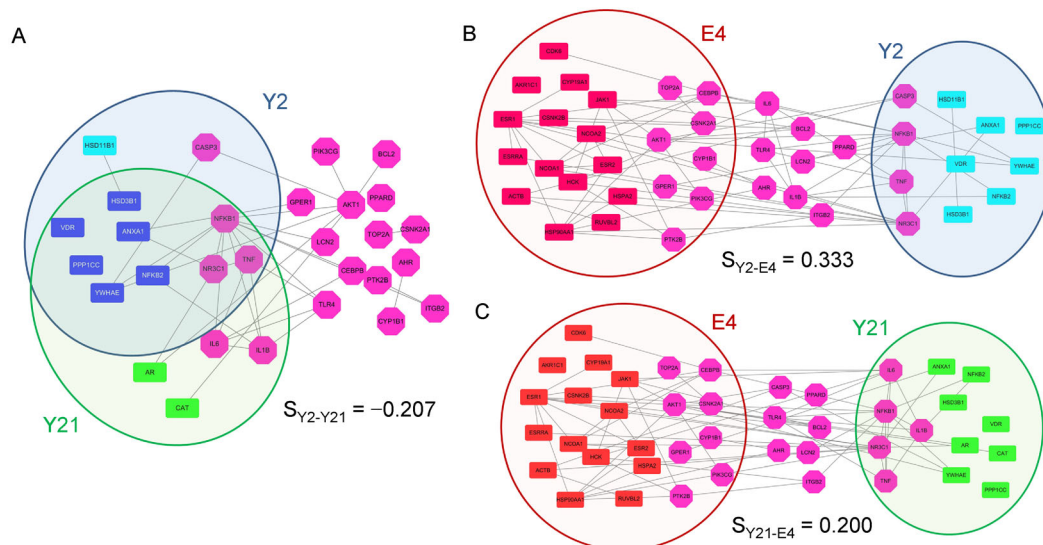 A
Y2
HSD11B1
CASP3
PIK3CG
BCL2
HSD3B1
GPER1
AKT1
PPARD
VDR
ANXA1
NFKB1
TOP2A
CSNK2A1
LCN2
PPP1CC
NFKB2
NR3C1
TNF
CEBPB
AHR
YWHAE
PTK2B
TLR4
ITGB2
CYP1B1
IL6
IL1B
AR
CAT
Y21
S Y2-Y21 = −0.207
B
E4
Y2
CDK6
AKR1C1
CYP19A1
TOP2A
CEBPB
IL6
CASP3
HSD11B1
JAK1
ESR1
CSNK2B
NCOA2
CSNK2A1
AKT1
BCL2
NFKB1
ANXA1
PPP1CC
TLR4
PPARD
ESRRA
NCOA1
ESR2
CYP1B1
LCN2
VDR
YWHAE
HCK
GPER1
AHR
TNF
ACTB
HSPA2
PIK3CG
IL1B
NFKB2
RUVBL2
ITGB2
HSD3B1
HSP90AA1
PTK2B
NR3C1
S Y2-E4 = 0.333
C
E4
Y21
CDK6
AKR1C1
CYP19A1
TOP2A
CEBPB
IL6
ANXA1
NFKB2
JAK1
CASP3
PPARD
ESR1
CSNK2B
AKT1
CSNK2A1
NCOA2
TLR4
NFKB1
HSD3B1
BCL2
IL1B
VDR
ESRRA
NCOA1
ESR2
GPER1
CYP1B1
AHR
LCN2
NR3C1
AR
CAT
HCK
HSPA2
ACTB
PIK3CG
ITGB2
TNF
YWHAE
PPP1CC
HSP90AA1
RUVBL2
PTK2B
S Y21-E4 = 0.200